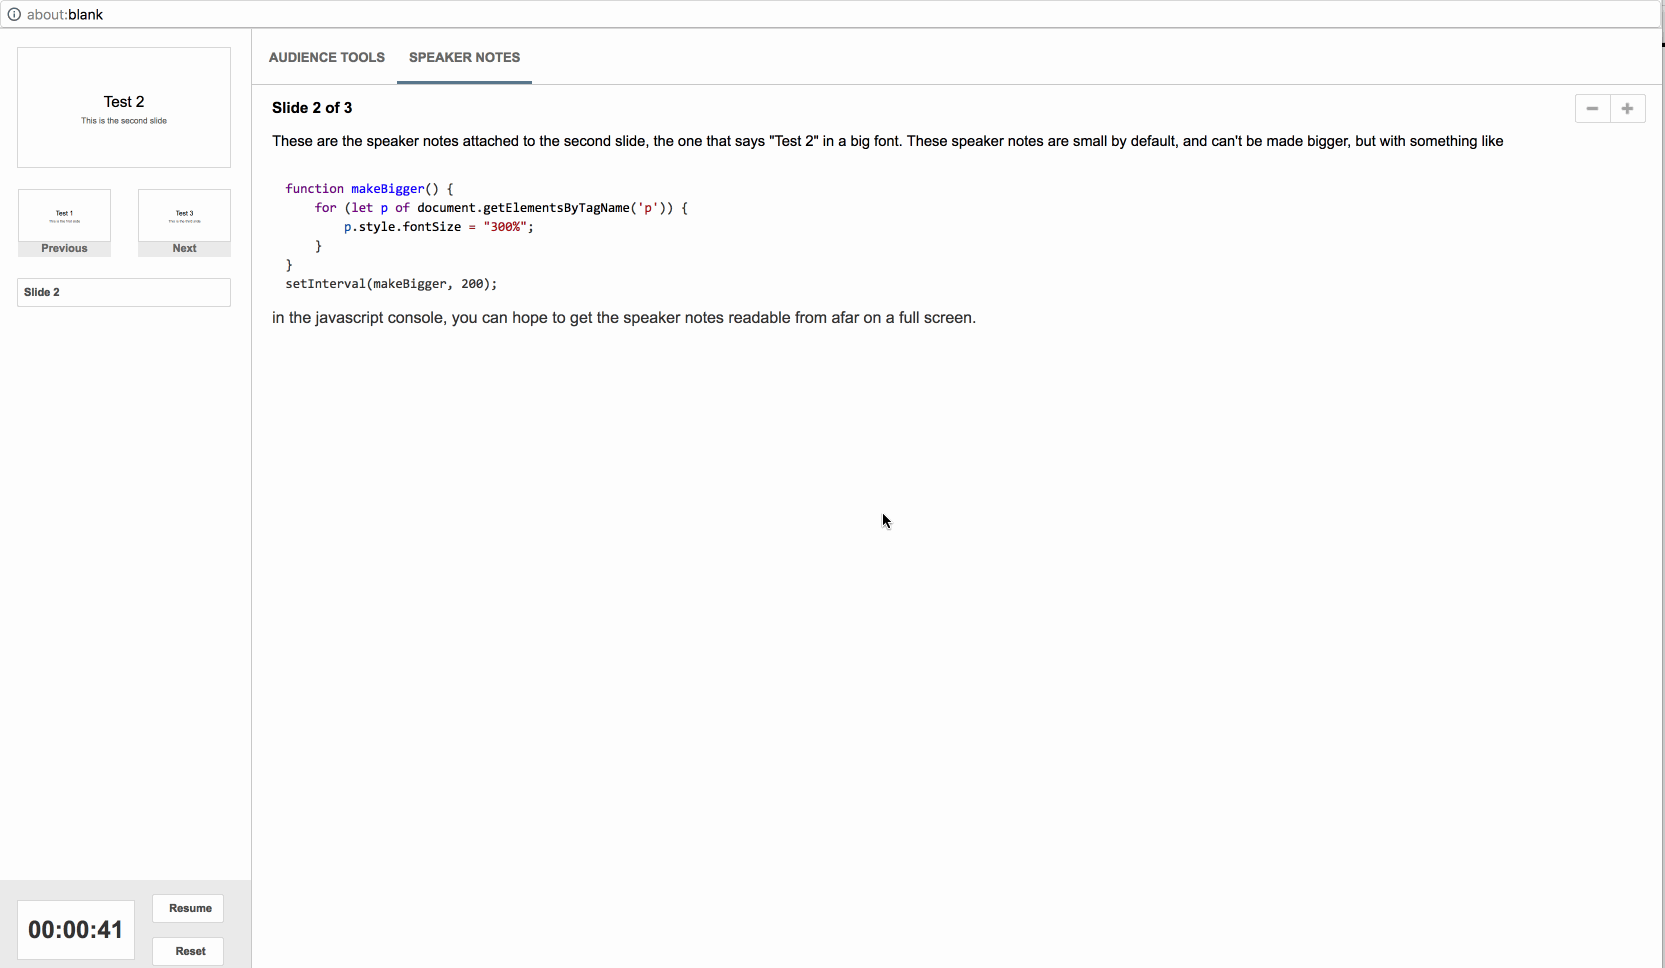 about:blank
Test 2
This is the second slide
Test 1
This is the first slide
Previous
Test 3
This is the third slide
Next
Slide 2
00:00:41
Resume
Reset
AUDIENCE TOOLS SPEAKER NOTES
Slide 2 of 3
These are the speaker notes attached to the second slide, the one that says "Test 2" in a big font. These speaker notes are small by default, and can't be made bigger, but with something like
function makeBigger() {
    for (let p of document.getElementsByTagName('p')) {
        p.style.fontSize = "300%";
    }
}
setInterval(makeBigger, 200);
in the javascript console, you can hope to get the speaker notes readable from afar on a full screen.